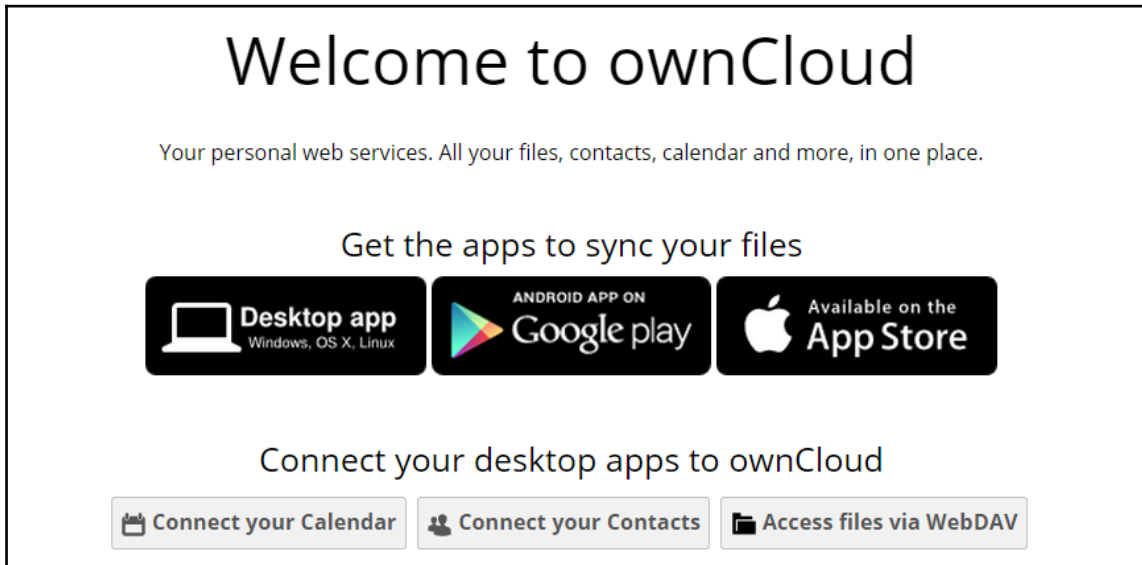 Welcome to ownCloud
Your personal web services. All your files, contacts, calendar and more, in one place.
Get the apps to sync your files
Desktop app
Windows, OS X, Linux
ANDROID APP ON
Google play
Available on the
App Store
Connect your desktop apps to ownCloud
Connect your Calendar
Connect your Contacts
Access files via WebDAV